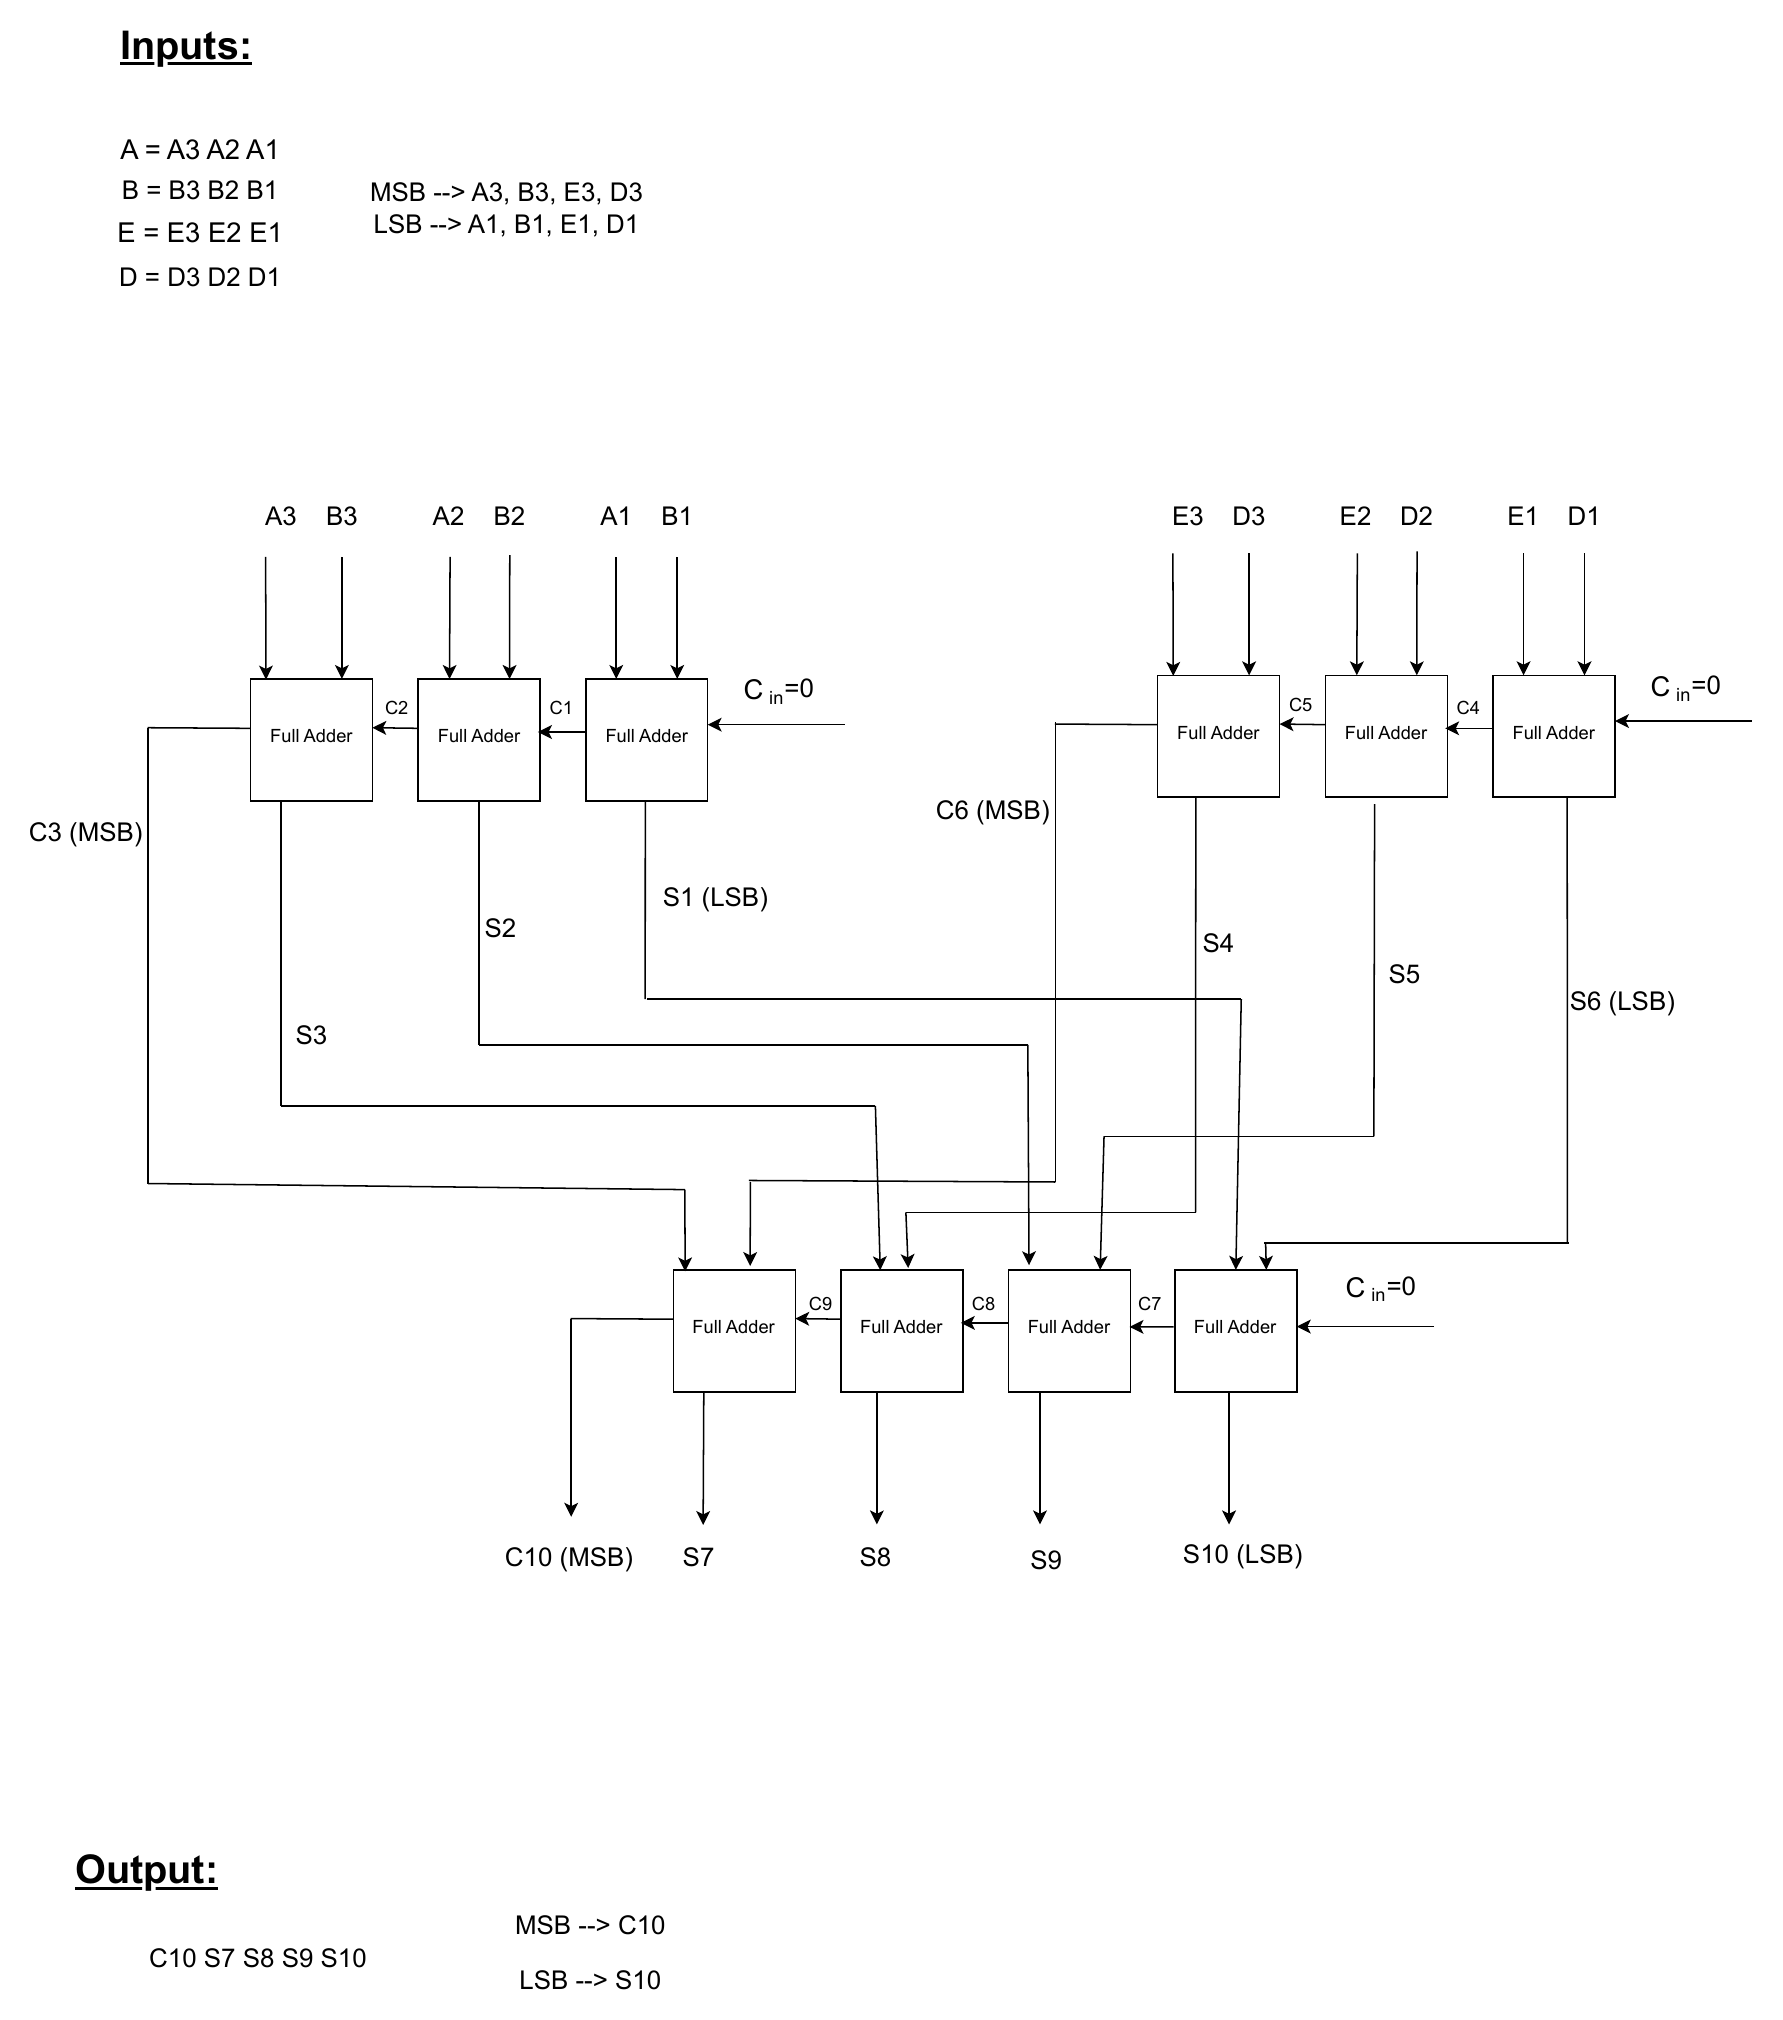 Inputs:
A = A3 A2 A1
B = B3 B2 B1
E = E3 E2 E1
D = D3 D2 D1
MSB --> A3, B3, E3, D3
LSB --> A1, B1, E1, D1
A3 B3 A2 B2 A1 B1 E3 D3 E2 D2 E1 D1
Full Adder C2 Full Adder C1 Full Adder C in=0
Full Adder C5 Full Adder C4 Full Adder C in=0
C3 (MSB)
C6 (MSB)
S1 (LSB)
S2
S4
S5
S6 (LSB)
S3
Full Adder C9 Full Adder C8 Full Adder C7 Full Adder C in=0
C10 (MSB) S7 S8 S9 S10 (LSB)
Output:
C10 S7 S8 S9 S10
MSB --> C10
LSB --> S10